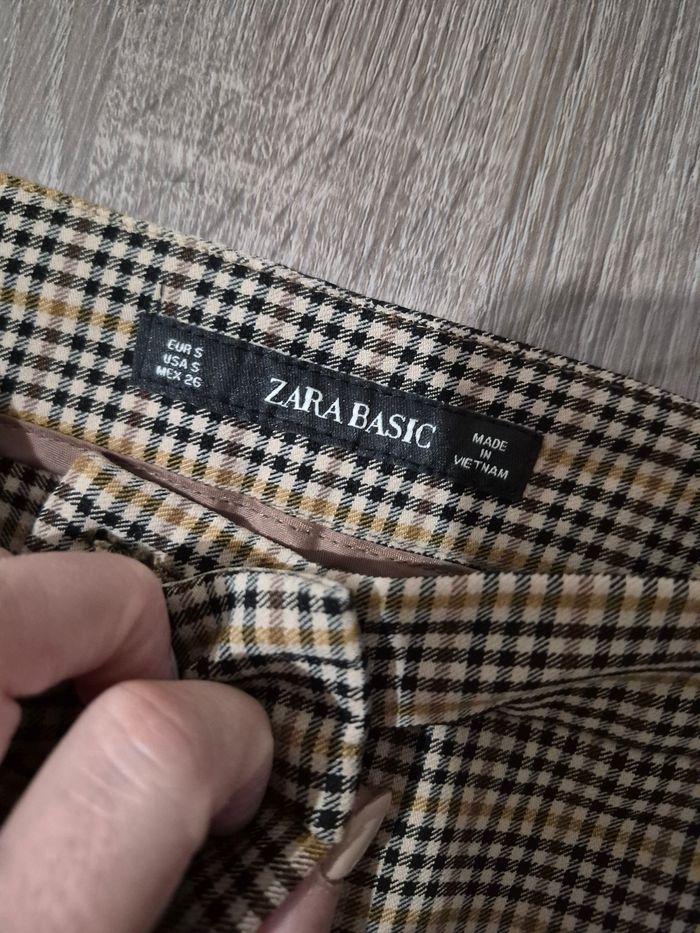 EUR S
USA S
MEX 26
ZARA BASIC
MADE
IN
VIETNAM